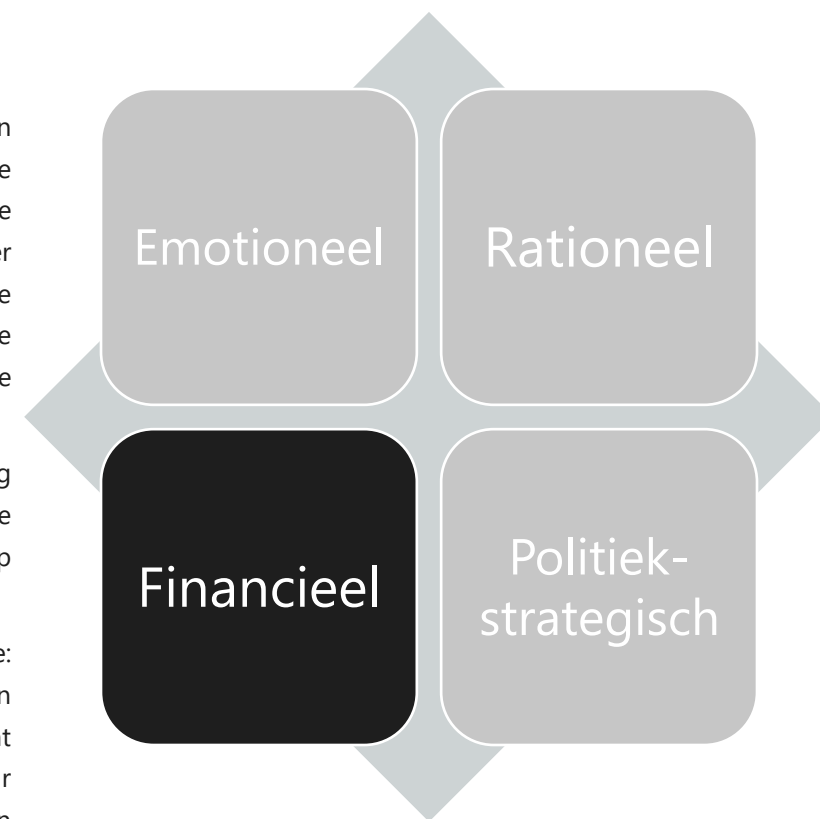 Emotioneel
Rationeel
Financieel
Politiek-
strategisch